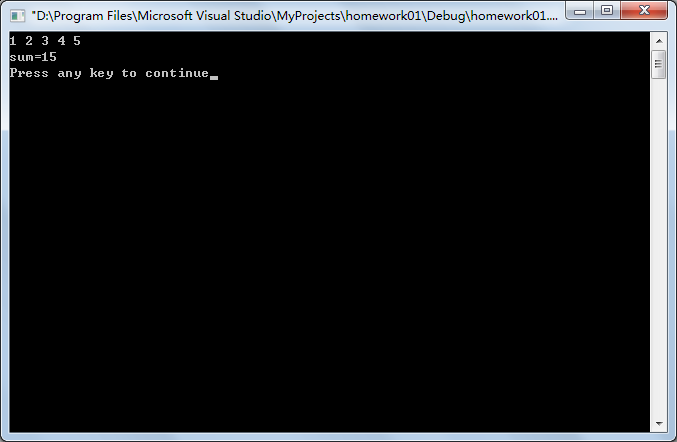 "D:\Program Files\Microsoft Visual Studio\MyProjects\homework01\Debug\homework01....
1 2 3 4 5
sum=15
Press any key to continue